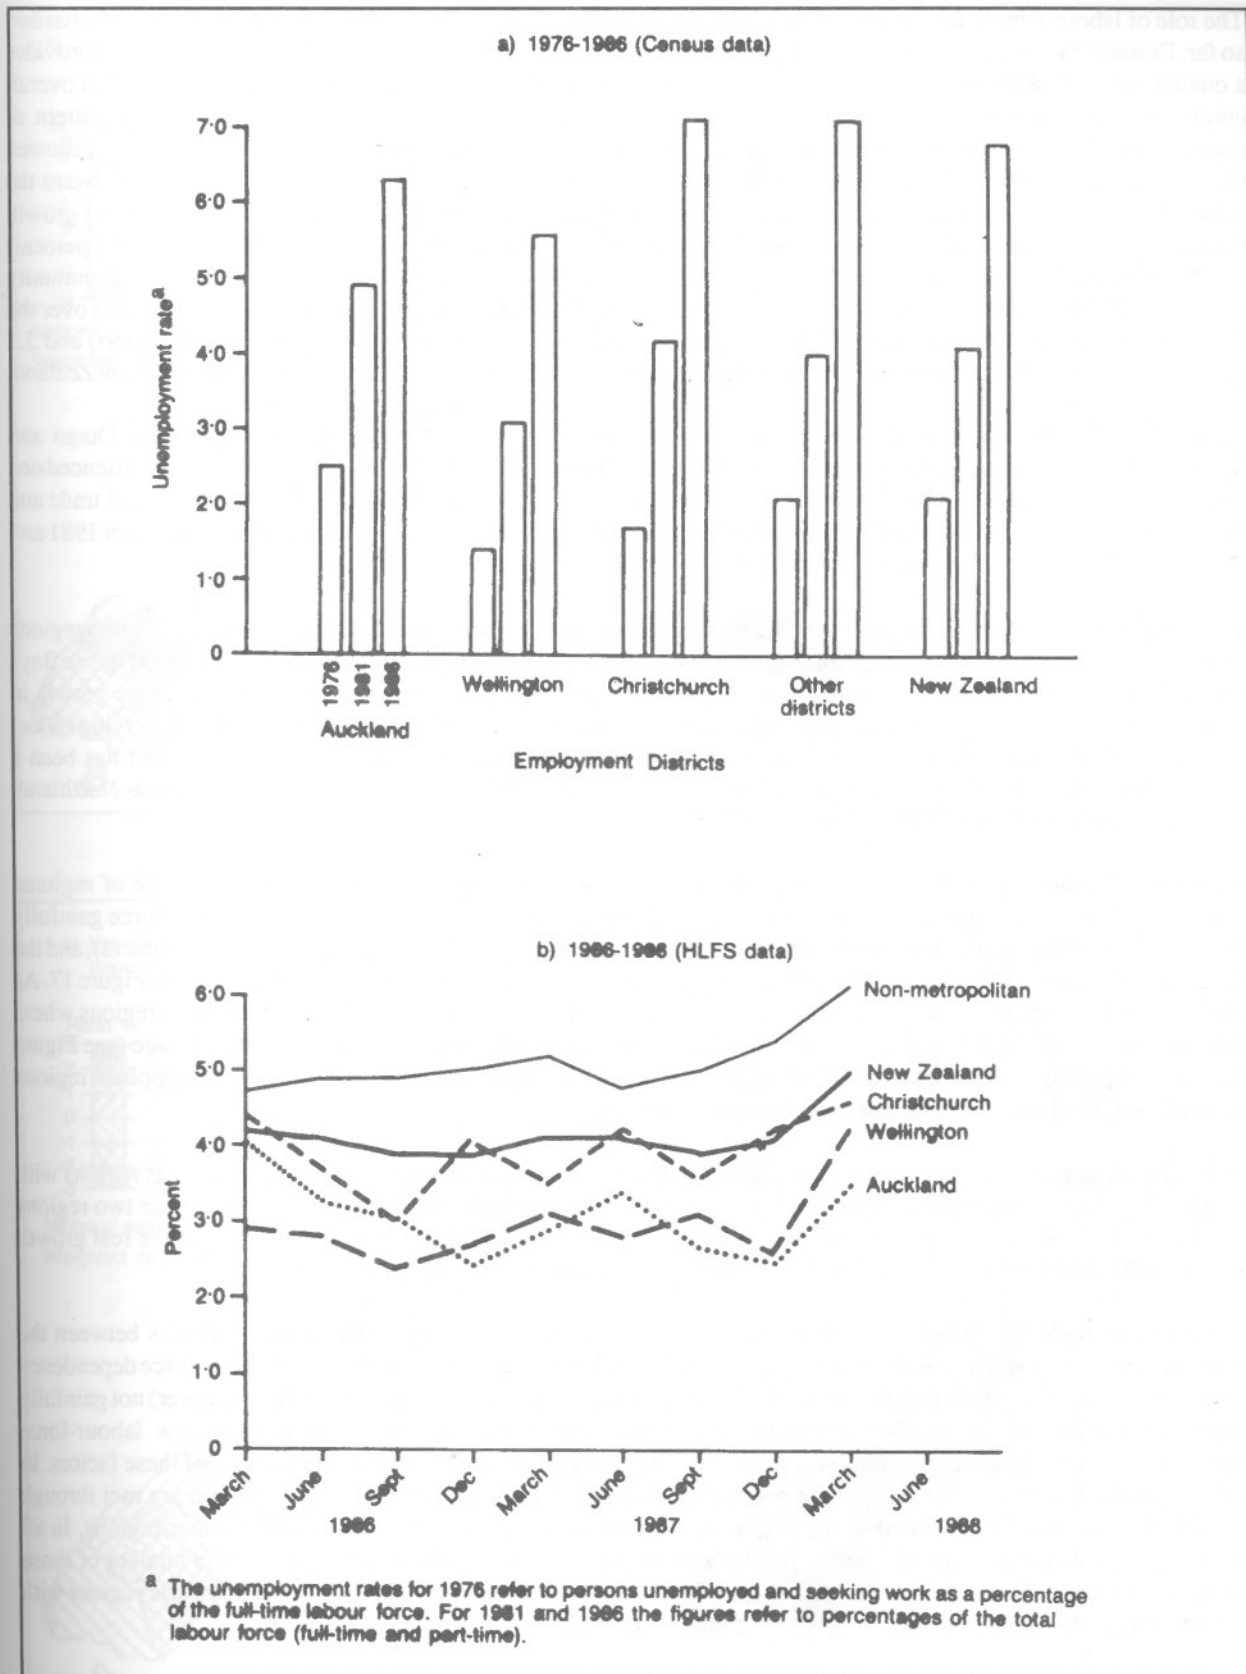 a) 1976-1986 (Census data)
7·0
6·0
5·0
4·0
3·0
2·0
1·0
0
Unemployment rate a
1976
1981
1986
Auckland
Wellington
Christchurch
Other
districts
New Zealand
Employment Districts
b) 1986-1988 (HLFS data)
6·0
5·0
4·0
3·0
2·0
1·0
0
Percent
Non-metropolitan
New Zealand
Christchurch
Wellington
Auckland
March
June
Sept
Dec
March
June
Sept
Dec
March
June
1986
1987
1988
a The unemployment rates for 1976 refer to persons unemployed and seeking work as a percentage
of the full-time labour force. For 1981 and 1986 the figures refer to percentages of the total
labour force (full-time and part-time).